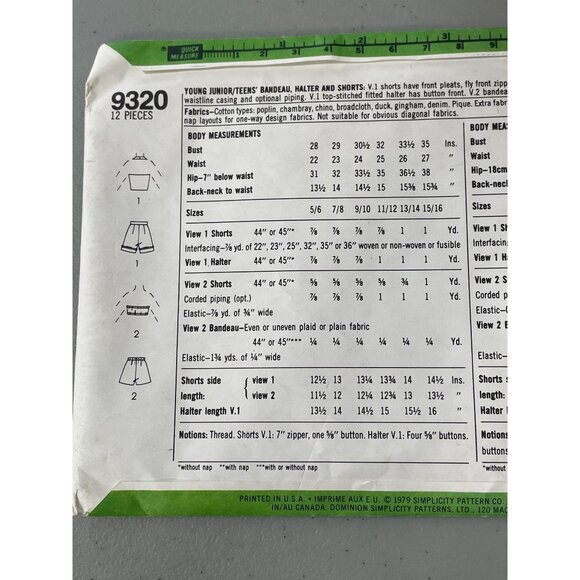 QUICK MEASURE 1 2 3 7 8 9
9320
12 PIECES
YOUNG JUNIOR/TEENS' BANDEAU, HALTER AND SHORTS: V.1 shorts have front pleats, fly front zipp
waistline casing and optional piping. V.1 top-stitched fitted halter has button front. V.2 bandea
Fabrics–Cotton types: poplin, chambray, chino, broadcloth, duck, gingham, denim. Pique. Extra fabr
nap layouts for one-way design fabrics. Not suitable for obvious diagonal fabrics.
BODY MEASUREMENTS
Bust 28 29 30½ 32 33½ 35 Ins.
Waist 22 23 24 25 26 27 "
Hip–7" below waist 31 32 33½ 35 36½ 38 "
Back-neck to waist 13½ 14 14½ 15 15⅜ 15¾ "
Sizes 5/6 7/8 9/10 11/12 13/14 15/16
View 1 Shorts 44" or 45"* ⅞ ⅞ ⅞ ⅞ 1 1 Yd.
Interfacing–⅞ yd. of 22", 23", 25", 32", 35" or 36" woven or non-woven or fusible
View 1 Halter 44" or 45"* ⅞ ⅞ ⅞ 1 1 1 Yd.
View 2 Shorts 44" or 45"* ⅝ ⅝ ⅝ ⅝ ¾ 1 Yd.
Corded piping (opt.) ⅞ ⅞ ⅞ 1 1 1 Yd.
Elastic–⅞ yd. of ¾" wide
View 2 Bandeau–Even or uneven plaid or plain fabric
44" or 45"*** ¼ ¼ ¼ ¼ ¼ ¼ Yd.
Elastic–1¾ yds. of ¼" wide
Shorts side length: { view 1 12½ 13 13¼ 13¾ 14 14½ Ins.
view 2 11½ 12 12¼ 12¾ 13 13½ "
Halter length V.1 13½ 14 14½ 15 15½ 16 "
Notions: Thread. Shorts V.1: 7" zipper, one ⅝" button. Halter V.1: Four ⅝" buttons.
*without nap **with nap ***with or without nap
BODY MEAS
Bust
Waist
Hip–18cm
Back-neck
Sizes
View 1 Sh
Interfacing
View 1 Ha
View 2 S
Corded p
Elastic–
View 2 B
Elastic–
Shorts s
length:
Halter l
Notions
buttons
*witho
1
1
2
2
PRINTED IN U.S.A. • IMPRIME AUX E.U. © 1979 SIMPLICITY PATTERN CO.
IN/AU CANADA: DOMINION SIMPLICITY PATTERNS, LTD., 120 MAC